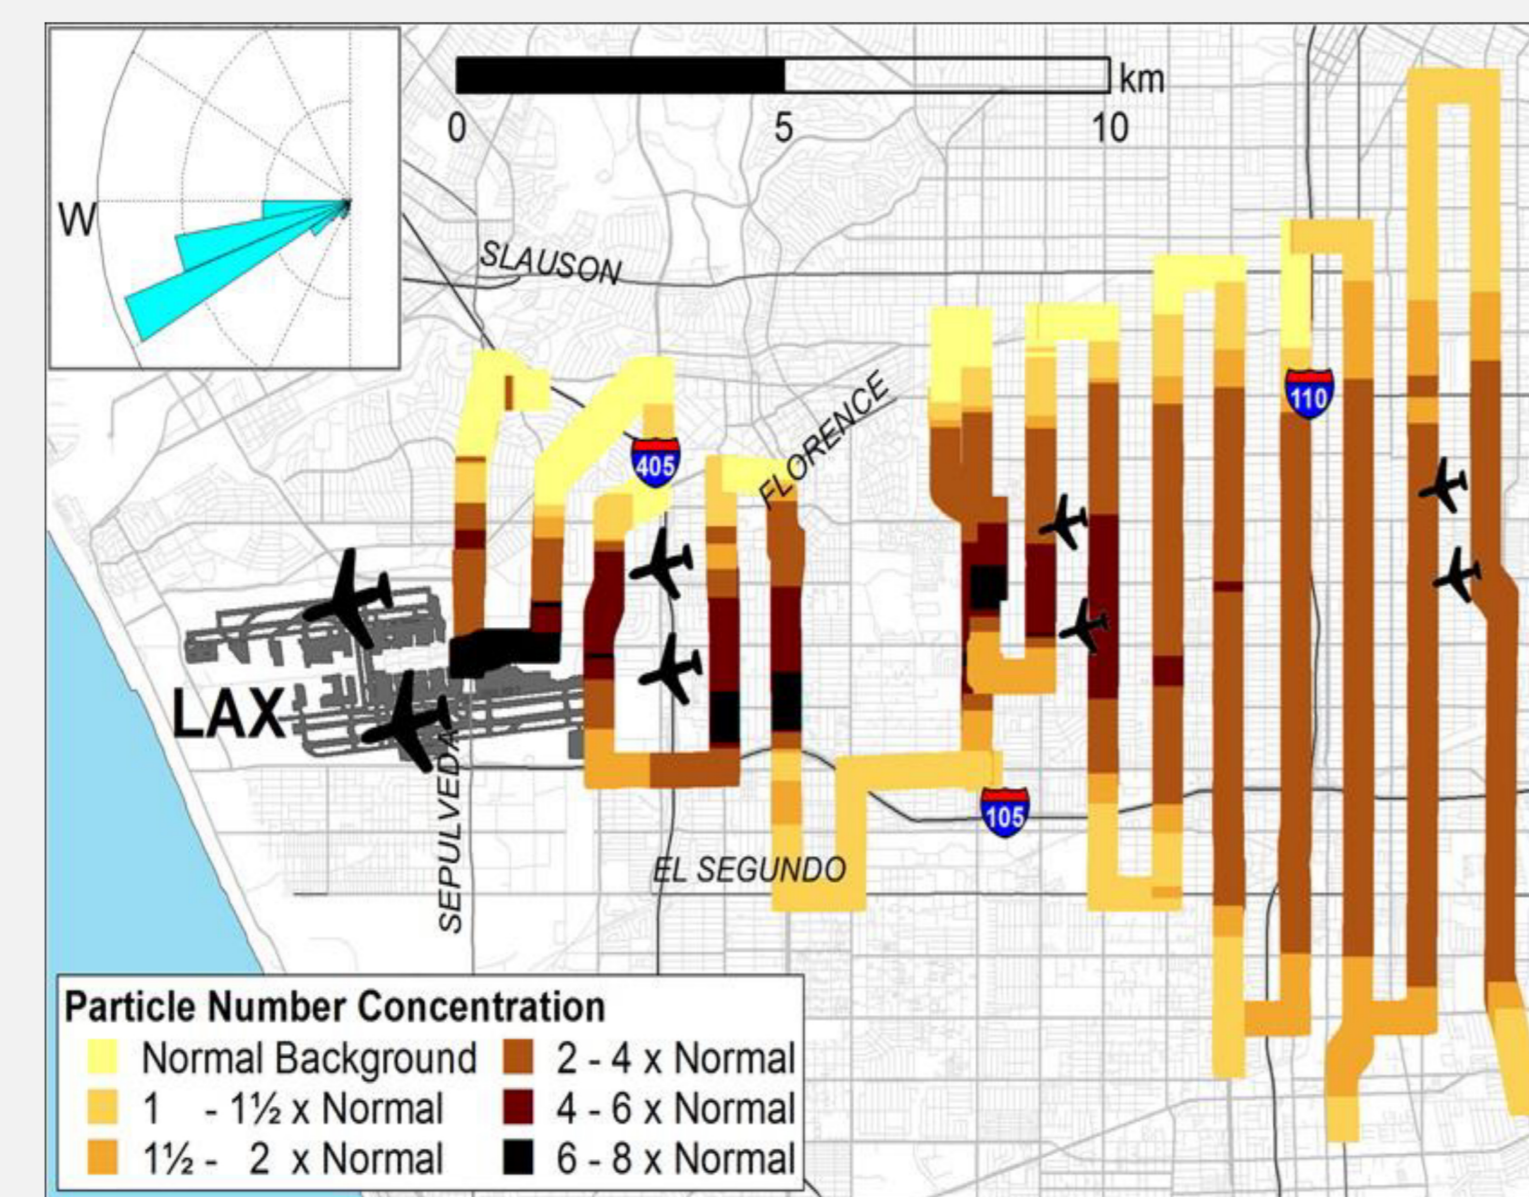 km
0 5 10
W
SLAUSON
FLORENCE
405
110
LAX
SEPULVEDA
105
EL SEGUNDO
Particle Number Concentration
Normal Background
2 - 4 x Normal
1 - 1½ x Normal
4 - 6 x Normal
1½ - 2 x Normal
6 - 8 x Normal